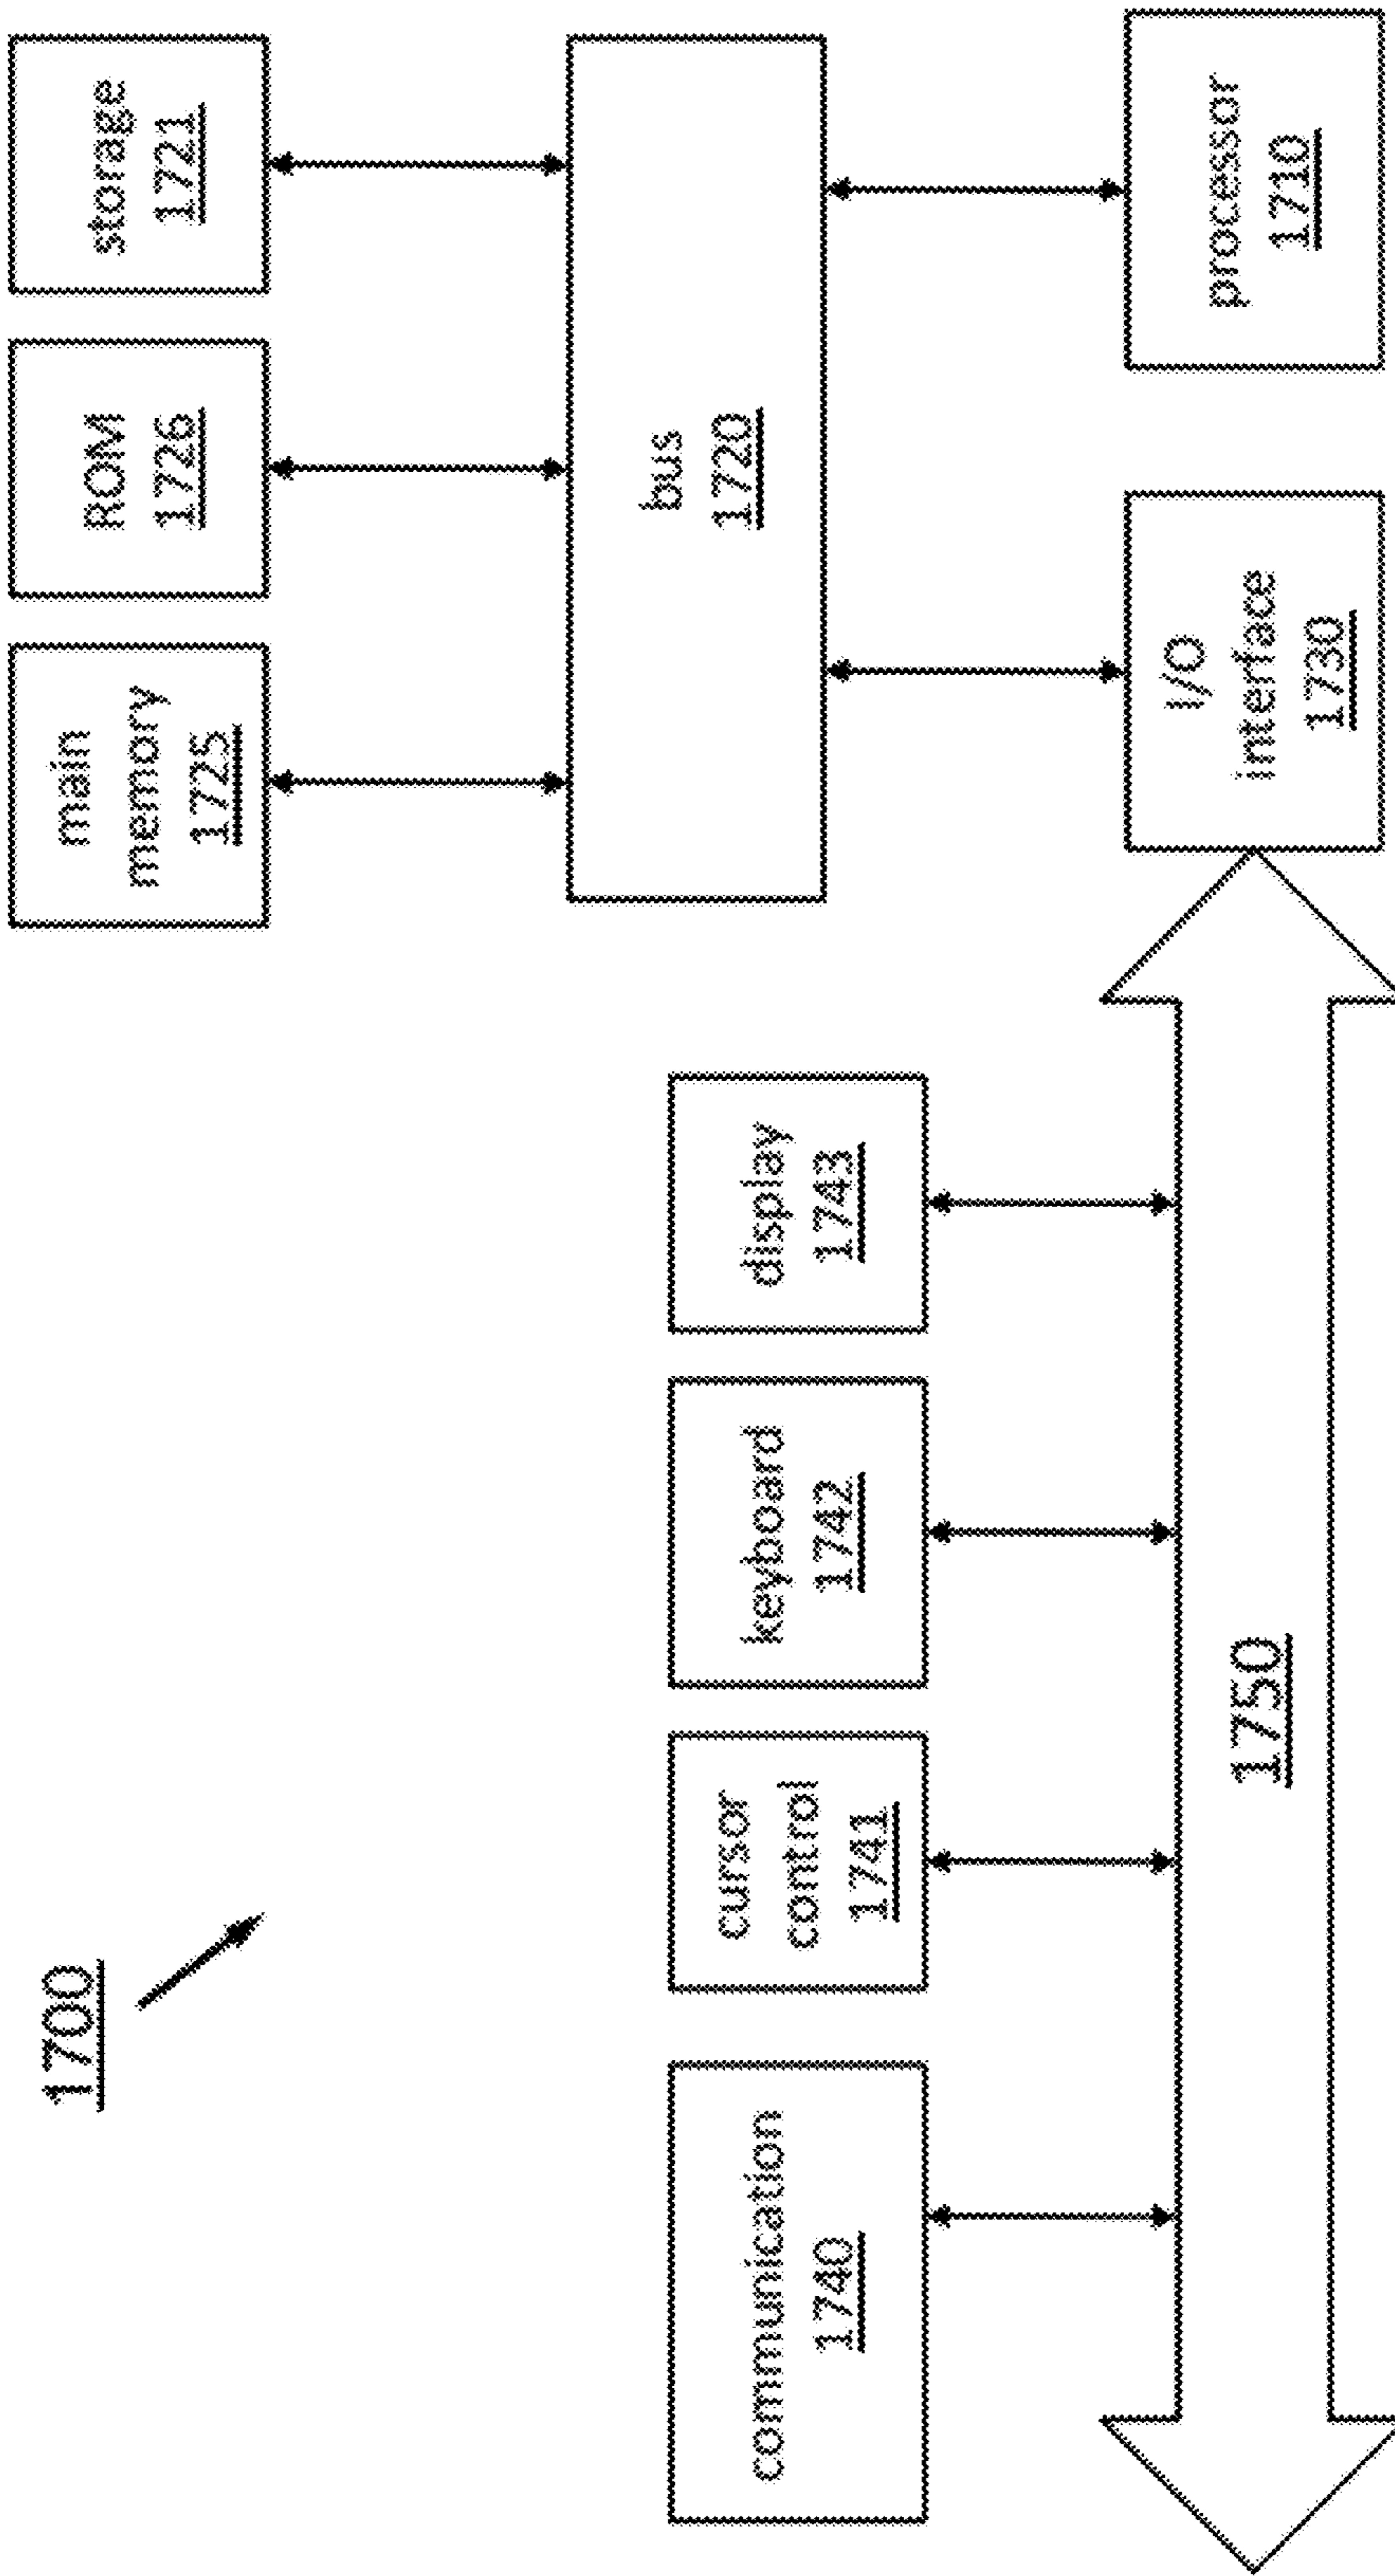 1700
main
memory
1725
ROM
1726
storage
1721
bus
1720
communication
1740
cursor
control
1741
keyboard
1742
display
1743
I/O
interface
1730
processor
1710
1750